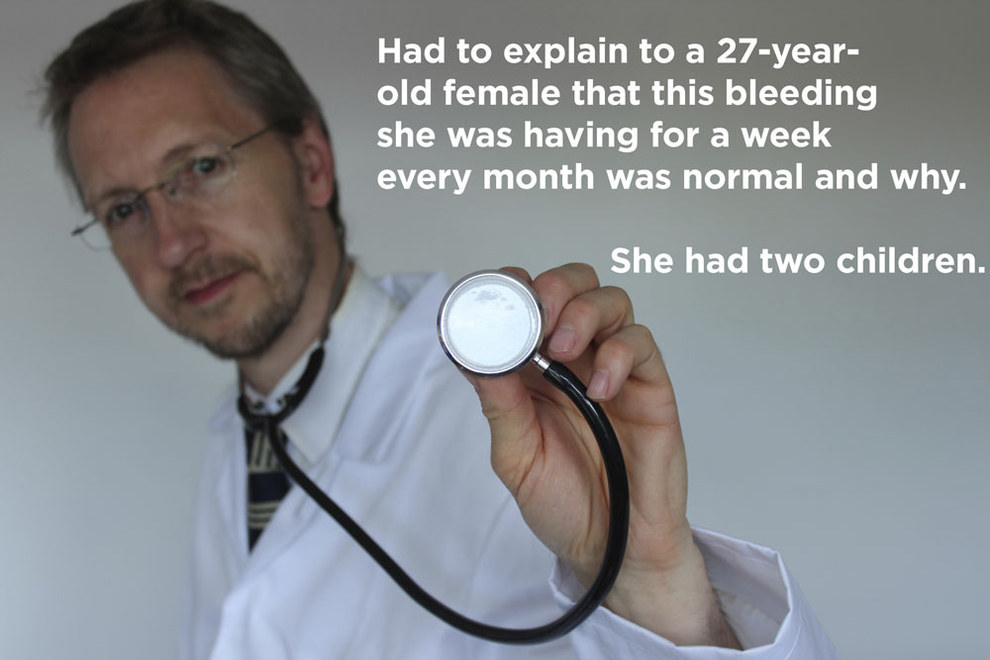 Had to explain to a 27-year-
old female that this bleeding
she was having for a week
every month was normal and why.
She had two children.